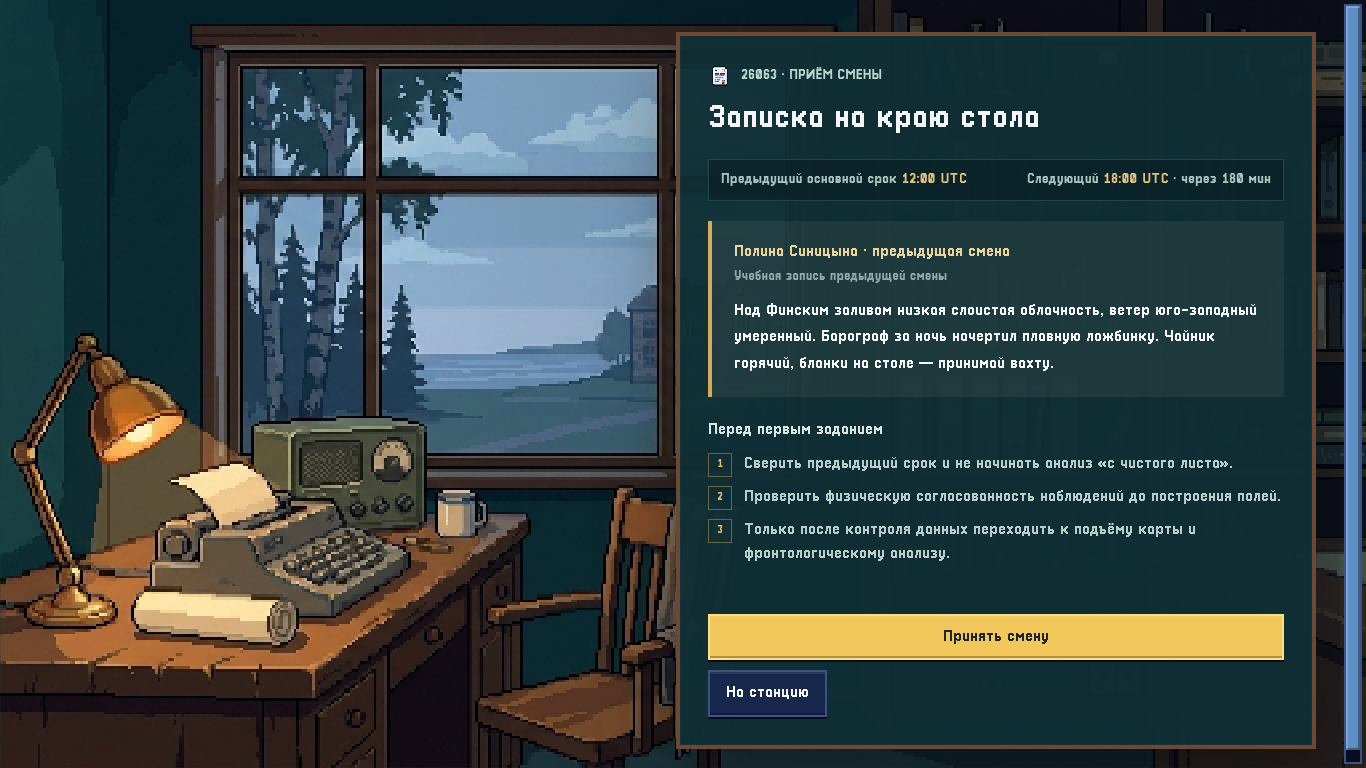 26063 · ПРИЁМ СМЕНЫ
Записка на краю стола
Предыдущий основной срок 12:00 UTC
Следующий 18:00 UTC · через 180 мин
Полина Синицына · предыдущая смена
Учебная запись предыдущей смены
Над Финским заливом низкая слоистая облачность, ветер юго-западный
умеренный. Барограф за ночь начертил плавную ложбинку. Чайник
горячий, бланки на столе — принимай вахту.
Перед первым заданием
1 Сверить предыдущий срок и не начинать анализ «с чистого листа».
2 Проверить физическую согласованность наблюдений до построения полей.
3 Только после контроля данных переходить к подъёму карты и
фронтологическому анализу.
Принять смену
На станцию